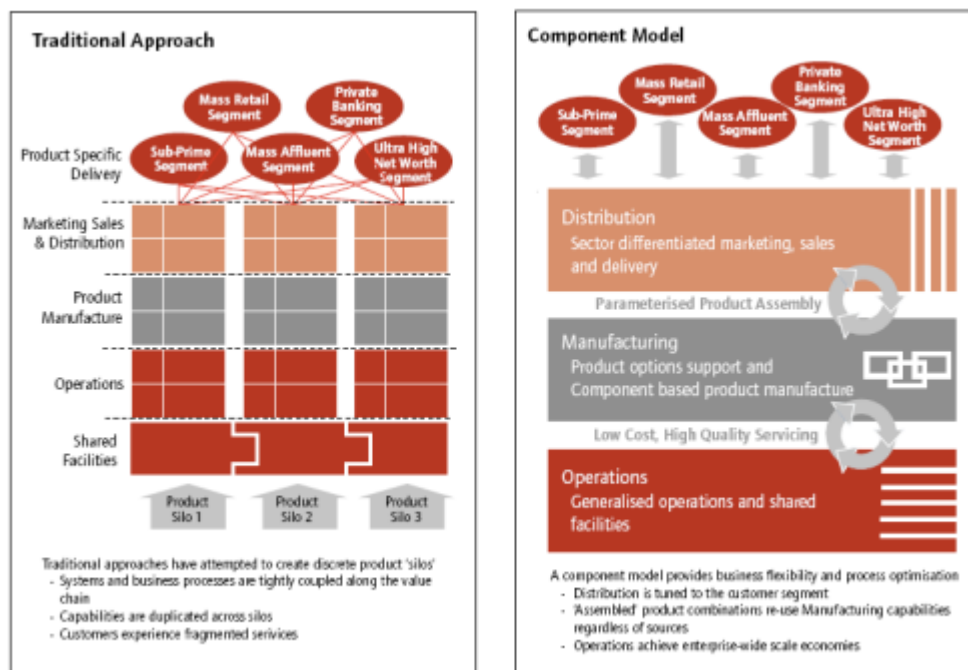 Traditional Approach
Mass Retail
Segment
Private
Banking
Segment
Product Specific
Delivery
Sub-Prime
Segment
Mass Affluent
Segment
Ultra High
Net Worth
Segment
Marketing Sales
& Distribution
Product
Manufacture
Operations
Shared
Facilities
Product
Silo 1
Product
Silo 2
Product
Silo 3
Traditional approaches have attempted to create discrete product 'silos'
- Systems and business processes are tightly coupled along the value
chain
- Capabilities are duplicated across silos
- Customers experience fragmented serivices
Component Model
Sub-Prime
Segment
Mass Retail
Segment
Mass Affluent
Segment
Private
Banking
Segment
Ultra High
Net Worth
Segment
Distribution
Sector differentiated marketing, sales
and delivery
Parameterised Product Assembly
Manufacturing
Product options support and
Component based product manufacture
Low Cost, High Quality Servicing
Operations
Generalised operations and shared
facilities
A component model provides business flexibility and process optimisation
- Distribution is tuned to the customer segment
- 'Assembled' product combinations re-use Manufacturing capabilities
regardless of sources
- Operations achieve enterprise-wide scale economies